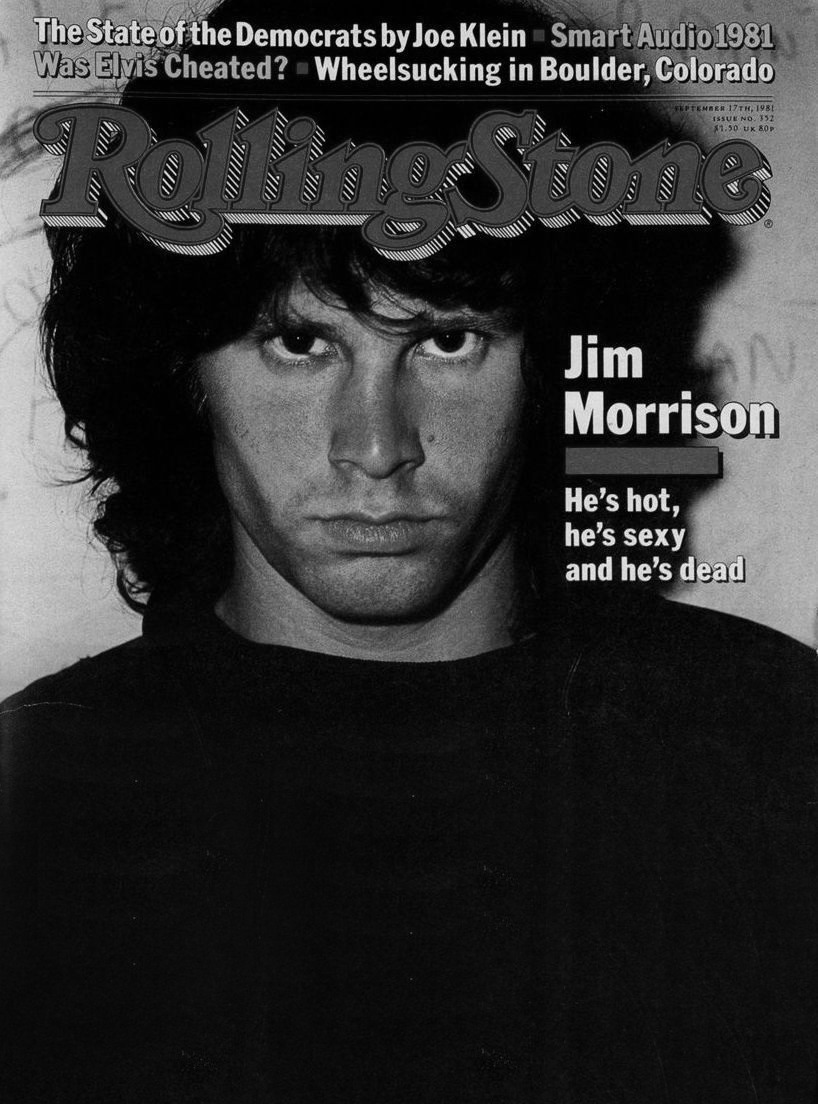 The State of the Democrats by Joe Klein ▪ Smart Audio 1981
Was Elvis Cheated? ▪ Wheelsucking in Boulder, Colorado
SEPTEMBER 17TH, 1981
ISSUE NO. 352
$1.50 UK 80P
RollingStone
®
Jim
Morrison
He's hot,
he's sexy
and he's dead